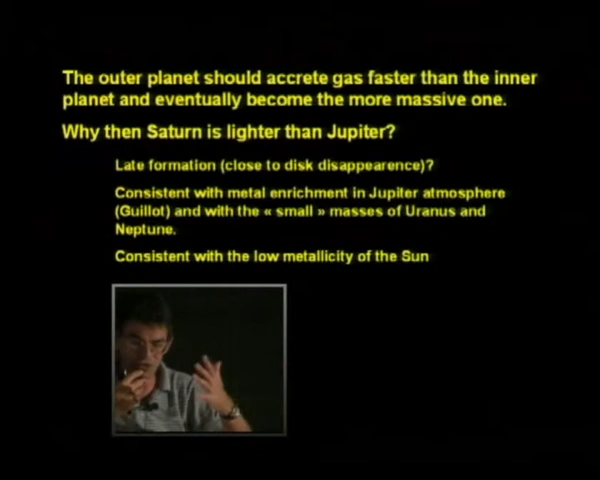 The outer planet should accrete gas faster than the inner
planet and eventually become the more massive one.
Why then Saturn is lighter than Jupiter?
Late formation (close to disk disappearence)?
Consistent with metal enrichment in Jupiter atmosphere
(Guillot) and with the « small » masses of Uranus and
Neptune.
Consistent with the low metallicity of the Sun